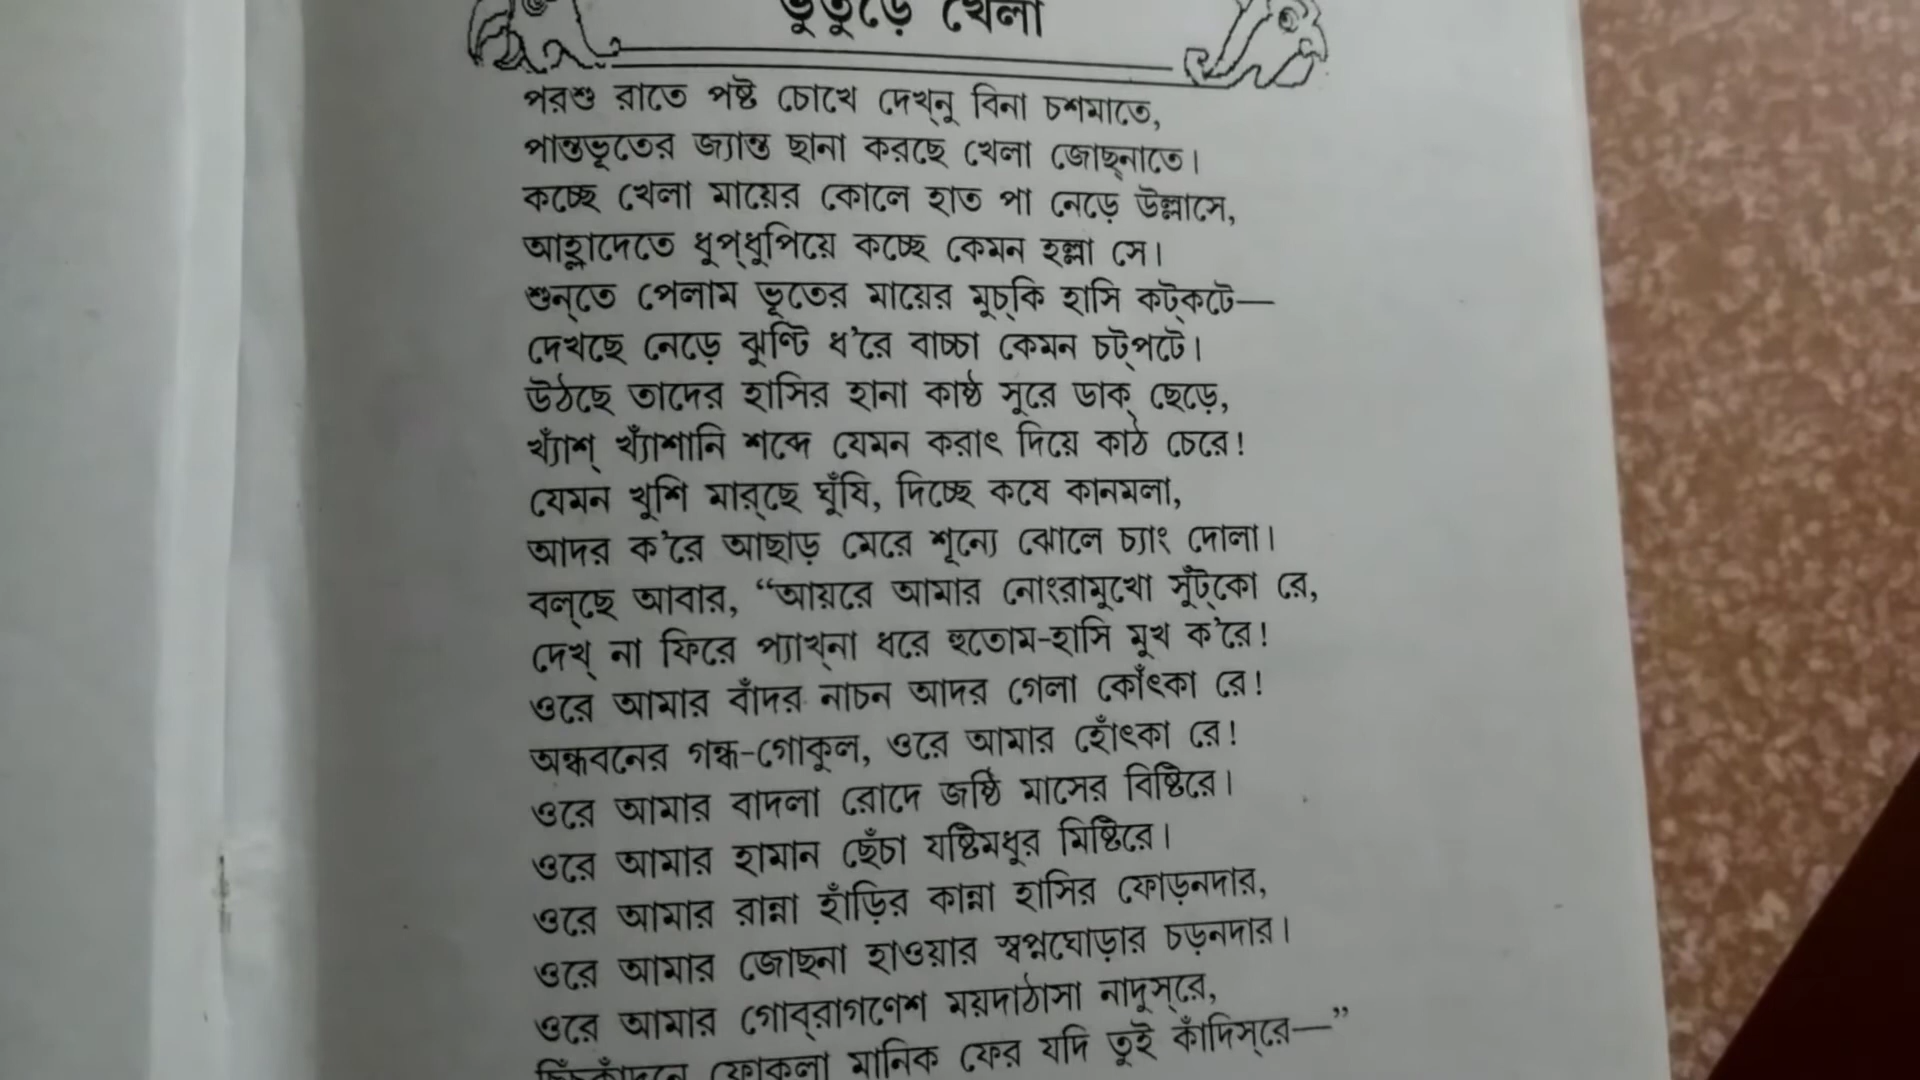 ভুতুড়ে খেলা
পরশু রাতে পষ্ট চোখে দেখ্‌নু বিনা চশমাতে,
পান্তভূতের জ্যান্ত ছানা করছে খেলা জোছ্‌নাতে।
কচ্ছে খেলা মায়ের কোলে হাত পা নেড়ে উল্লাসে,
আহ্লাদেতে ধুপ্‌ধুপিয়ে কচ্ছে কেমন হল্লা সে।
শুন্‌তে পেলাম ভূতের মায়ের মুচ্‌কি হাসি কট্‌কটে—
দেখছে নেড়ে ঝুণ্টি ধ'রে বাচ্চা কেমন চট্‌পটে।
উঠছে তাদের হাসির হানা কাষ্ঠ সুরে ডাক্ ছেড়ে,
খ্যাঁশ্ খ্যাঁশানি শব্দে যেমন করাৎ দিয়ে কাঠ চেরে!
যেমন খুশি মার্‌ছে ঘুঁষি, দিচ্ছে কষে কানমলা,
আদর ক'রে আছাড় মেরে শূন্যে ঝোলে চ্যাং দোলা।
বল্‌ছে আবার, “আয়রে আমার নোংরামুখো সুঁট্‌কো রে,
দেখ্ না ফিরে প্যাখ্‌না ধরে হুতোম-হাসি মুখ ক'রে!
ওরে আমার বাঁদর নাচন আদর গেলা কোঁৎকা রে!
অন্ধবনের গন্ধ-গোকুল, ওরে আমার হোঁৎকা রে!
ওরে আমার বাদলা রোদে জষ্ঠি মাসের বিষ্টিরে।
ওরে আমার হামান ছেঁচা যষ্টিমধুর মিষ্টিরে।
ওরে আমার রান্না হাঁড়ির কান্না হাসির ফোড়নদার,
ওরে আমার জোছনা হাওয়ার স্বপ্নঘোড়ার চড়নদার।
ওরে আমার গোব্‌রাগণেশ ময়দাঠাসা নাদুস্‌রে,
ছিঁচকাঁদুনে ফোকলা মানিক ফের যদি তুই কাঁদিস্‌রে—”